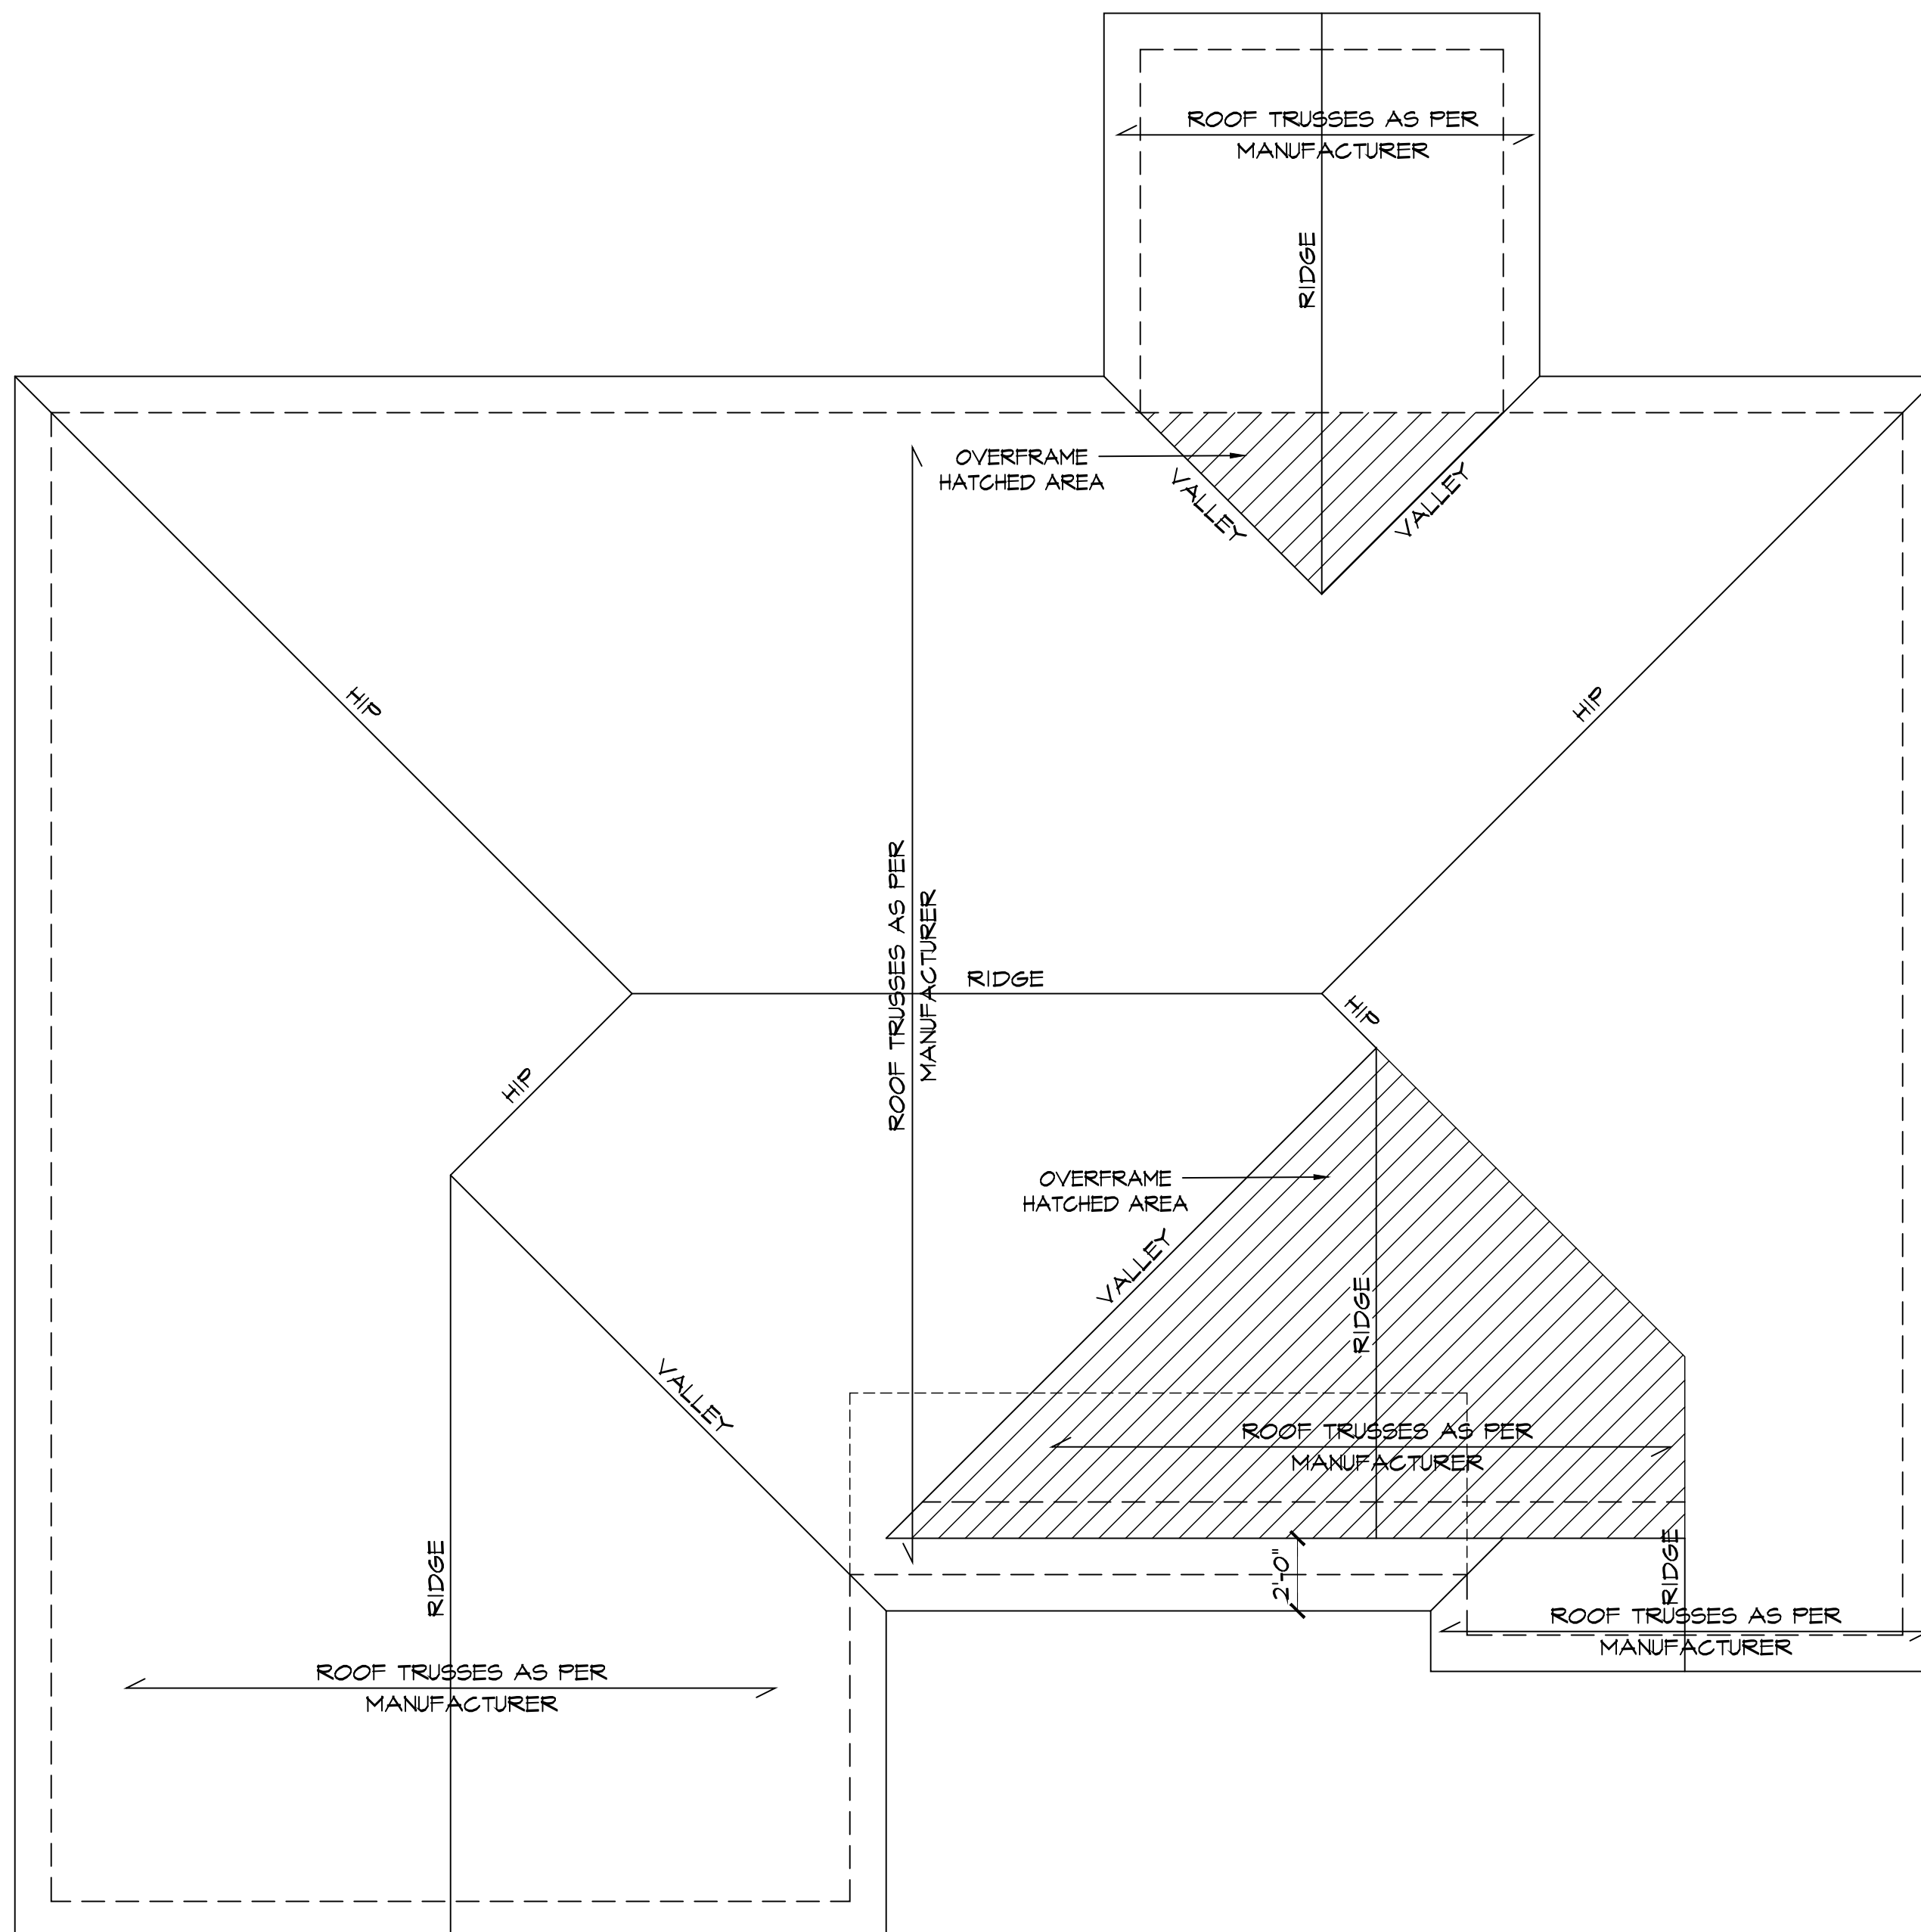 ROOF TRUSSES AS PER
MANUFACTURER
RIDGE
OVERFRAME
HATCHED AREA
VALLEY
VALLEY
HIP
HIP
ROOF TRUSSES AS PER
MANUFACTURER
RIDGE
HIP
HIP
OVERFRAME
HATCHED AREA
VALLEY
RIDGE
VALLEY
ROOF TRUSSES AS PER
MANUFACTURER
RIDGE
2'-0"
RIDGE
ROOF TRUSSES AS PER
MANUFACTURER
ROOF TRUSSES AS PER
MANUFACTURER